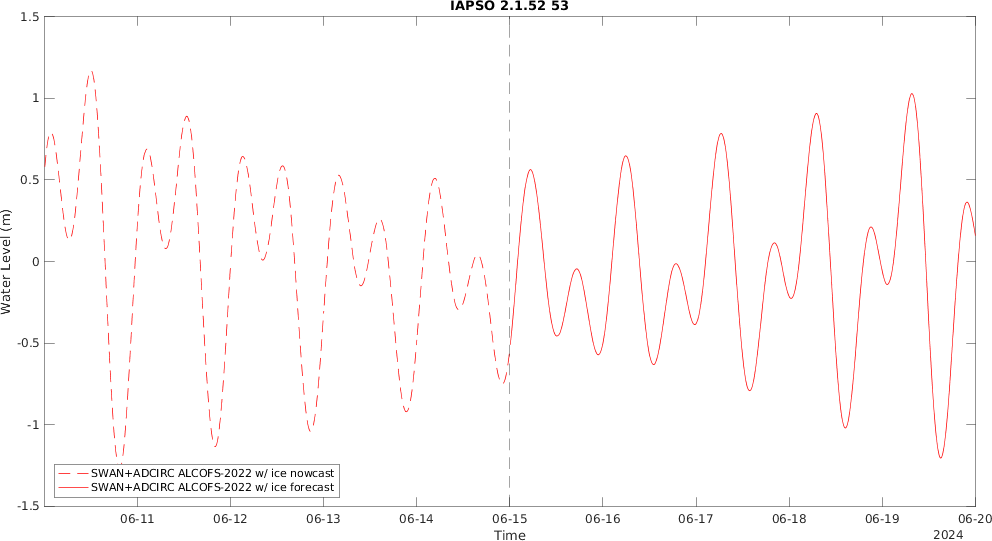 IAPSO 2.1.52 53
1.5
1
0.5
0
-0.5
-1
-1.5
Water Level (m)
SWAN+ADCIRC ALCOFS-2022 w/ ice nowcast
SWAN+ADCIRC ALCOFS-2022 w/ ice forecast
06-11 06-12 06-13 06-14 06-15 06-16 06-17 06-18 06-19 06-20
Time
2024